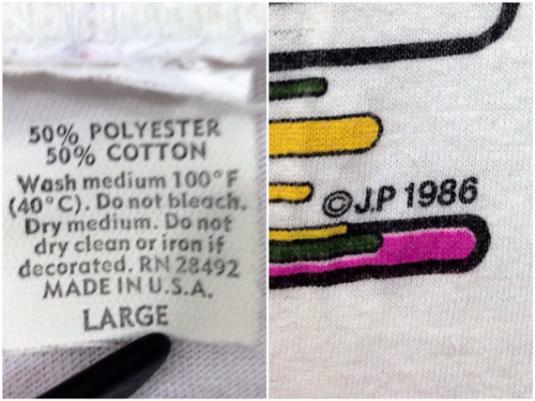 50% POLYESTER
50% COTTON
Wash medium 100°F
(40°C). Do not bleach.
Dry medium. Do not
dry clean or iron if
decorated. RN 28492
MADE IN U.S.A.
LARGE
©J.P 1986